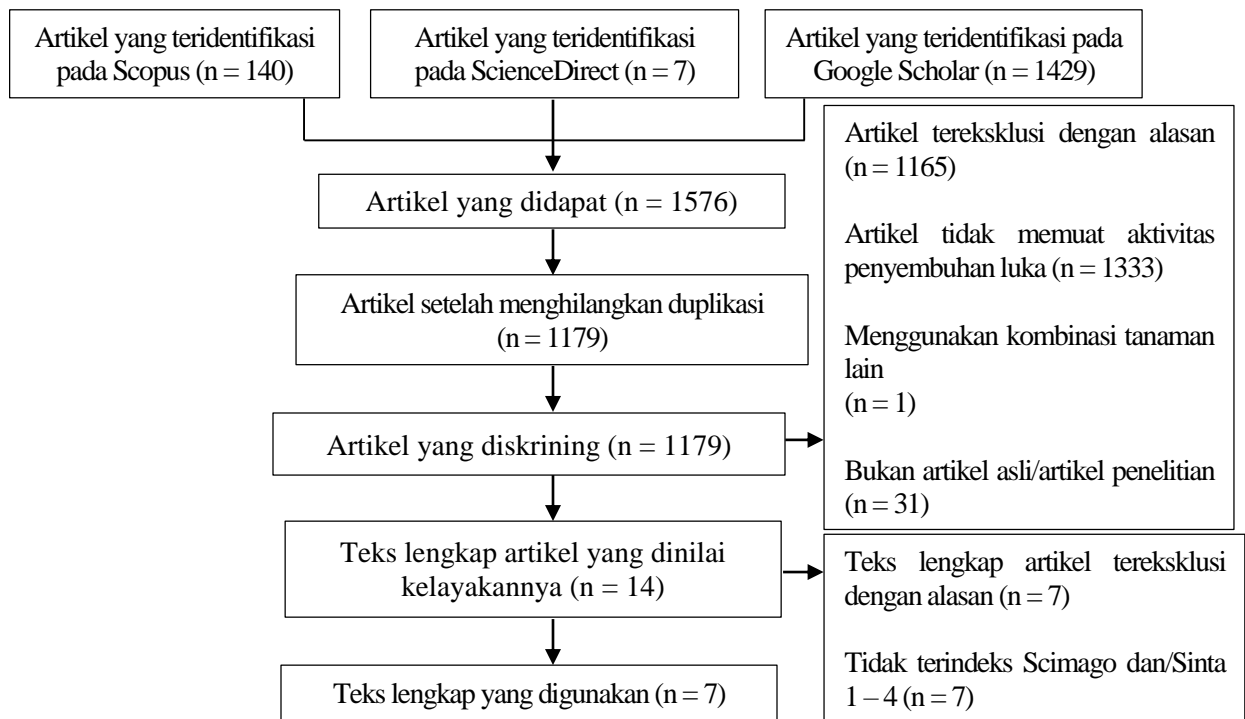 Artikel yang teridentifikasi
pada Scopus (n = 140)
Artikel yang teridentifikasi
pada ScienceDirect (n = 7)
Artikel yang teridentifikasi pada
Google Scholar (n = 1429)
Artikel yang didapat (n = 1576)
Artikel setelah menghilangkan duplikasi
(n = 1179)
Artikel yang diskrining (n = 1179)
Artikel tereksklusi dengan alasan
(n = 1165)
Artikel tidak memuat aktivitas
penyembuhan luka (n = 1333)
Menggunakan kombinasi tanaman
lain
(n = 1)
Bukan artikel asli/artikel penelitian
(n = 31)
Teks lengkap artikel yang dinilai
kelayakannya (n = 14)
Teks lengkap artikel tereksklusi
dengan alasan (n = 7)
Tidak terindeks Scimago dan/Sinta
1 – 4 (n = 7)
Teks lengkap yang digunakan (n = 7)